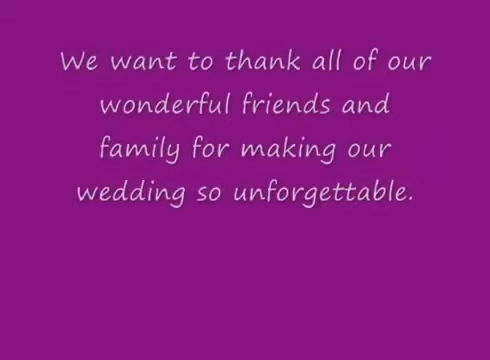 We want to thank all of our
wonderful friends and
family for making our
wedding so unforgettable.